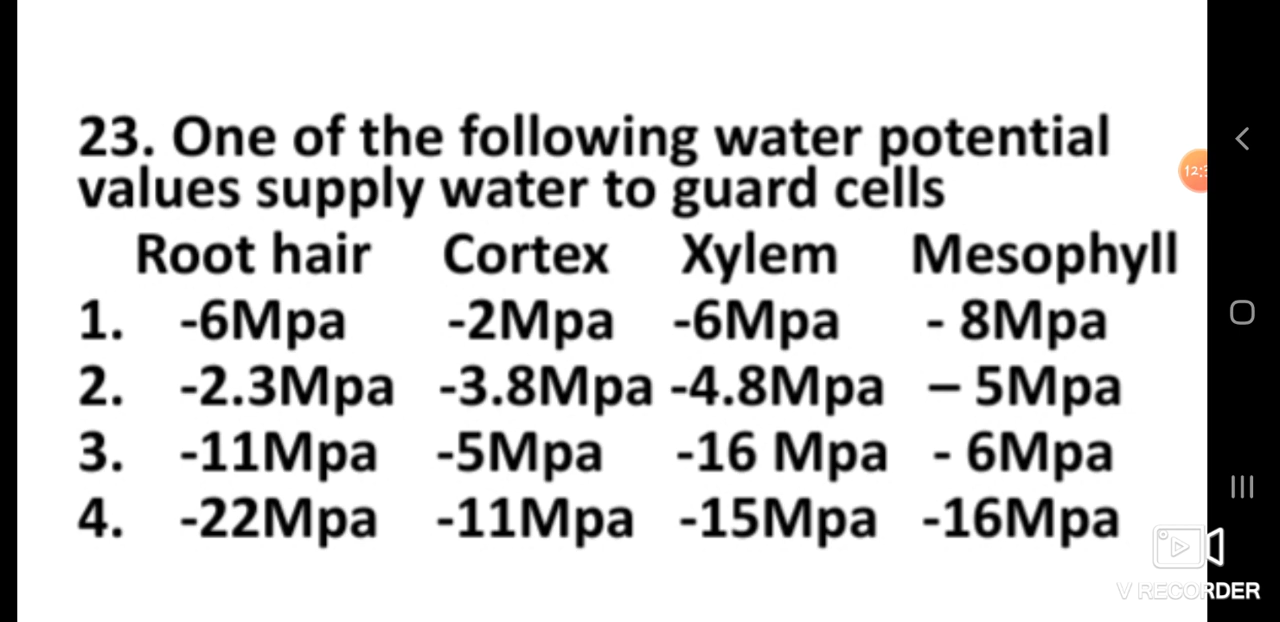 23. One of the following water potential
values supply water to guard cells
Root hair Cortex Xylem Mesophyll
1. -6Mpa -2Mpa -6Mpa - 8Mpa
2. -2.3Mpa -3.8Mpa -4.8Mpa – 5Mpa
3. -11Mpa -5Mpa -16 Mpa - 6Mpa
4. -22Mpa -11Mpa -15Mpa -16Mpa
V RECORDER